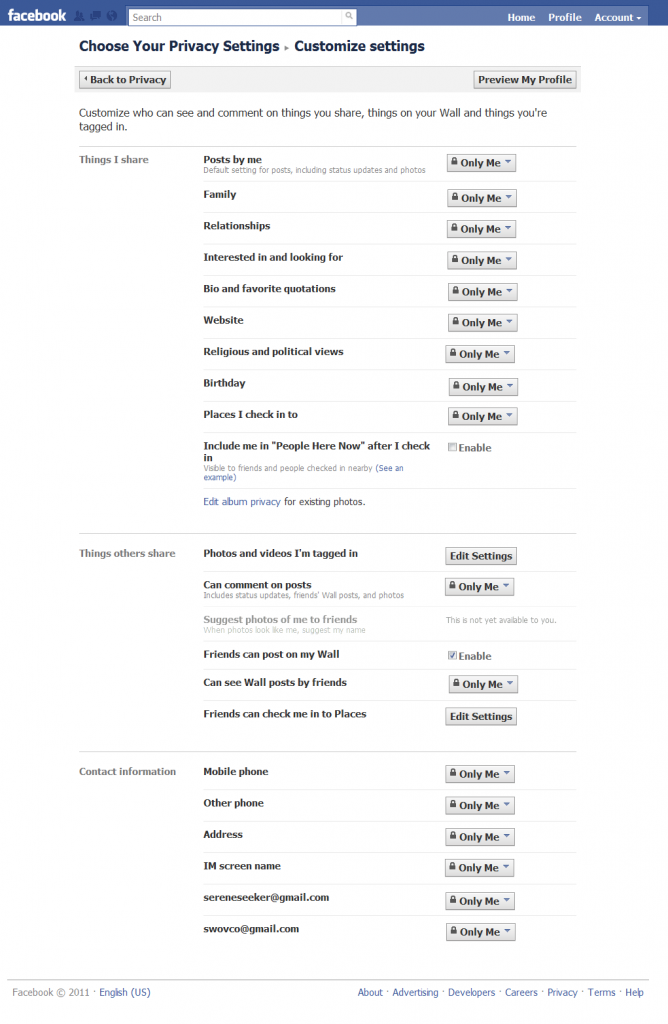 facebook
Search
Home Profile Account
Choose Your Privacy Settings ▸ Customize settings
Back to Privacy
Preview My Profile
Customize who can see and comment on things you share, things on your Wall and things you're
tagged in.
Things I share
Posts by me
Default setting for posts, including status updates and photos
Only Me
Family
Only Me
Relationships
Only Me
Interested in and looking for
Only Me
Bio and favorite quotations
Only Me
Website
Only Me
Religious and political views
Only Me
Birthday
Only Me
Places I check in to
Only Me
Include me in "People Here Now" after I check
in
Visible to friends and people checked in nearby (See an
example)
Enable
Edit album privacy for existing photos.
Things others share
Photos and videos I'm tagged in
Edit Settings
Can comment on posts
Includes status updates, friends' Wall posts, and photos
Only Me
Suggest photos of me to friends
When photos look like me, suggest my name
This is not yet available to you.
Friends can post on my Wall
Enable
Can see Wall posts by friends
Only Me
Friends can check me in to Places
Edit Settings
Contact information
Mobile phone
Only Me
Other phone
Only Me
Address
Only Me
IM screen name
Only Me
sereneseeker@gmail.com
Only Me
swovco@gmail.com
Only Me
Facebook © 2011 · English (US)
About · Advertising · Developers · Careers · Privacy · Terms · Help